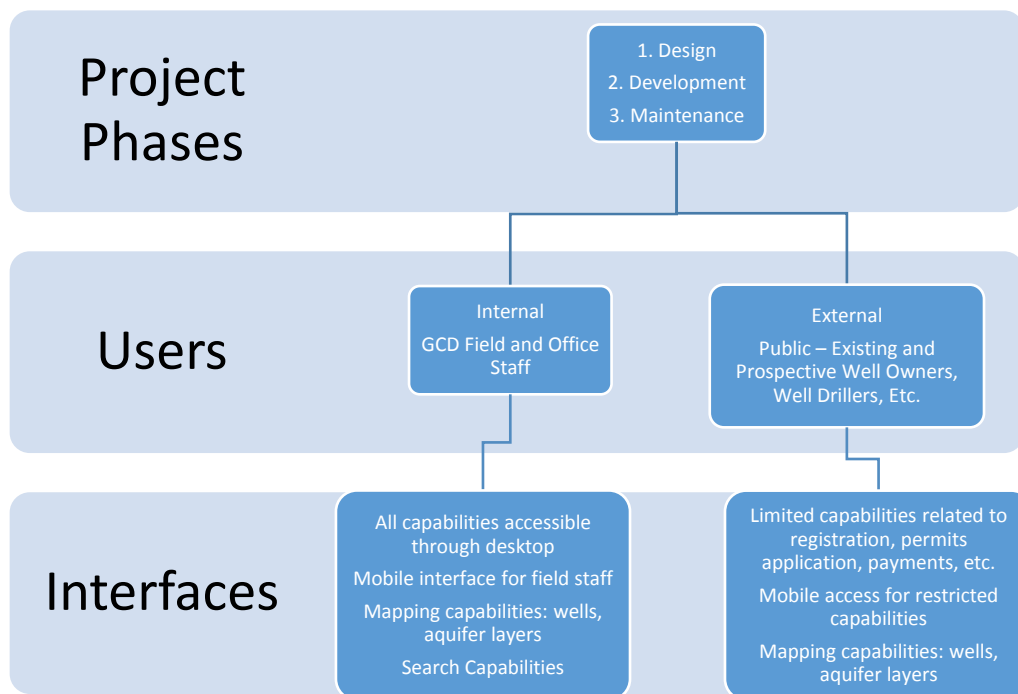 Project
Phases
1. Design
2. Development
3. Maintenance
Users
Internal
GCD Field and Office
Staff
External
Public – Existing and
Prospective Well Owners,
Well Drillers, Etc.
Interfaces
All capabilities accessible
through desktop
Mobile interface for field staff
Mapping capabilities: wells,
aquifer layers
Search Capabilities
Limited capabilities related to
registration, permits
application, payments, etc.
Mobile access for restricted
capabilities
Mapping capabilities: wells,
aquifer layers